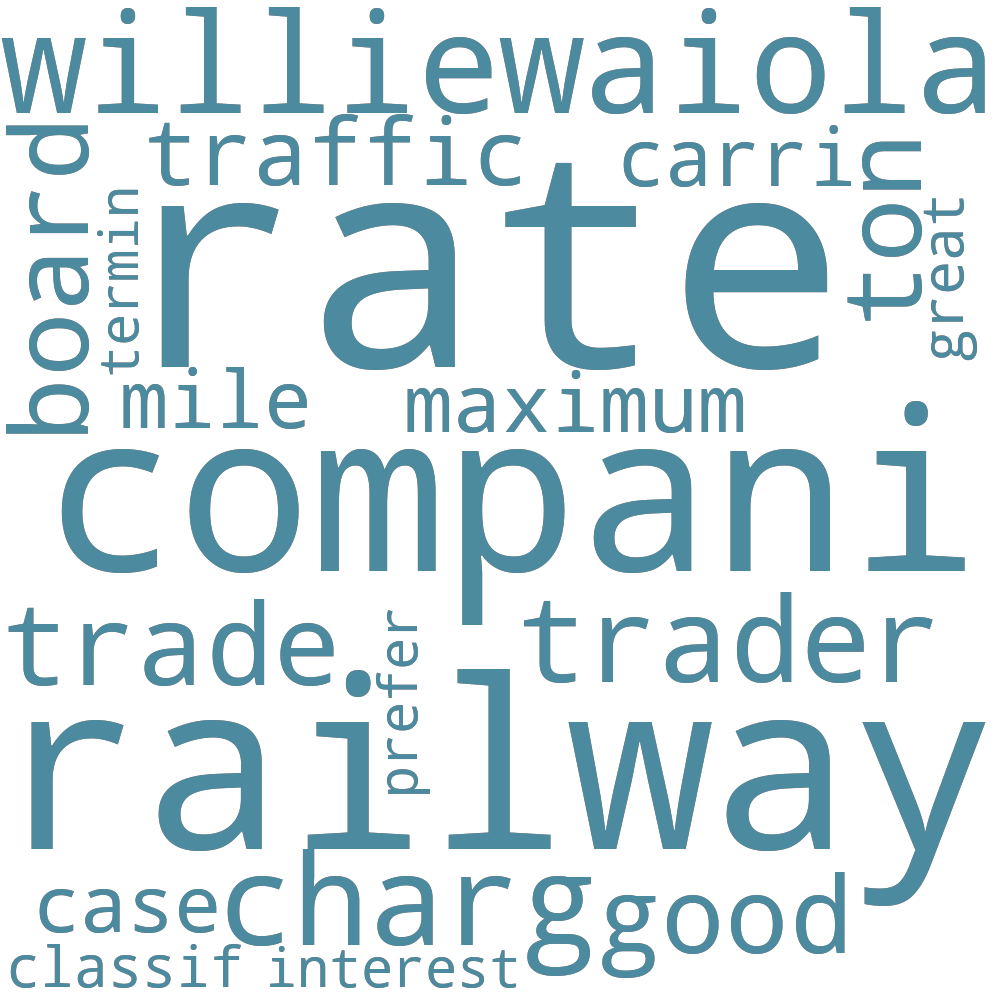 williewaiola
traffic carri
board
termin
rate
ton
great
mile maximum
compani
trade trader
prefer
railway
case charg good
classif interest